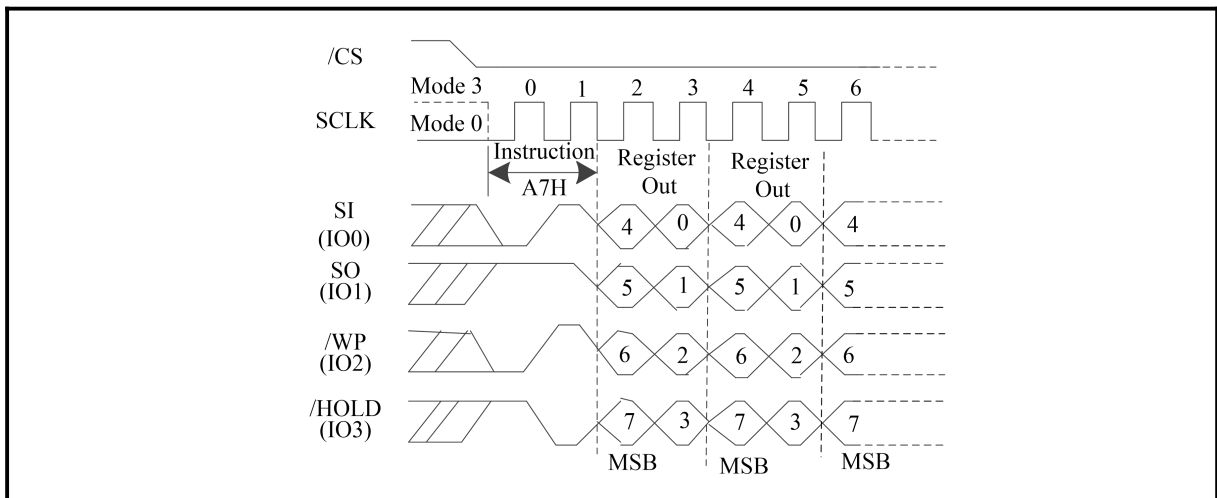 /CS
Mode 3 0 1 2 3 4 5 6
SCLK Mode 0
Instruction Register Out Register Out
A7H
SI (IO0) 4 0 4 0 4
SO (IO1) 5 1 5 1 5
/WP (IO2) 6 2 6 2 6
/HOLD (IO3) 7 3 7 3 7
MSB MSB MSB